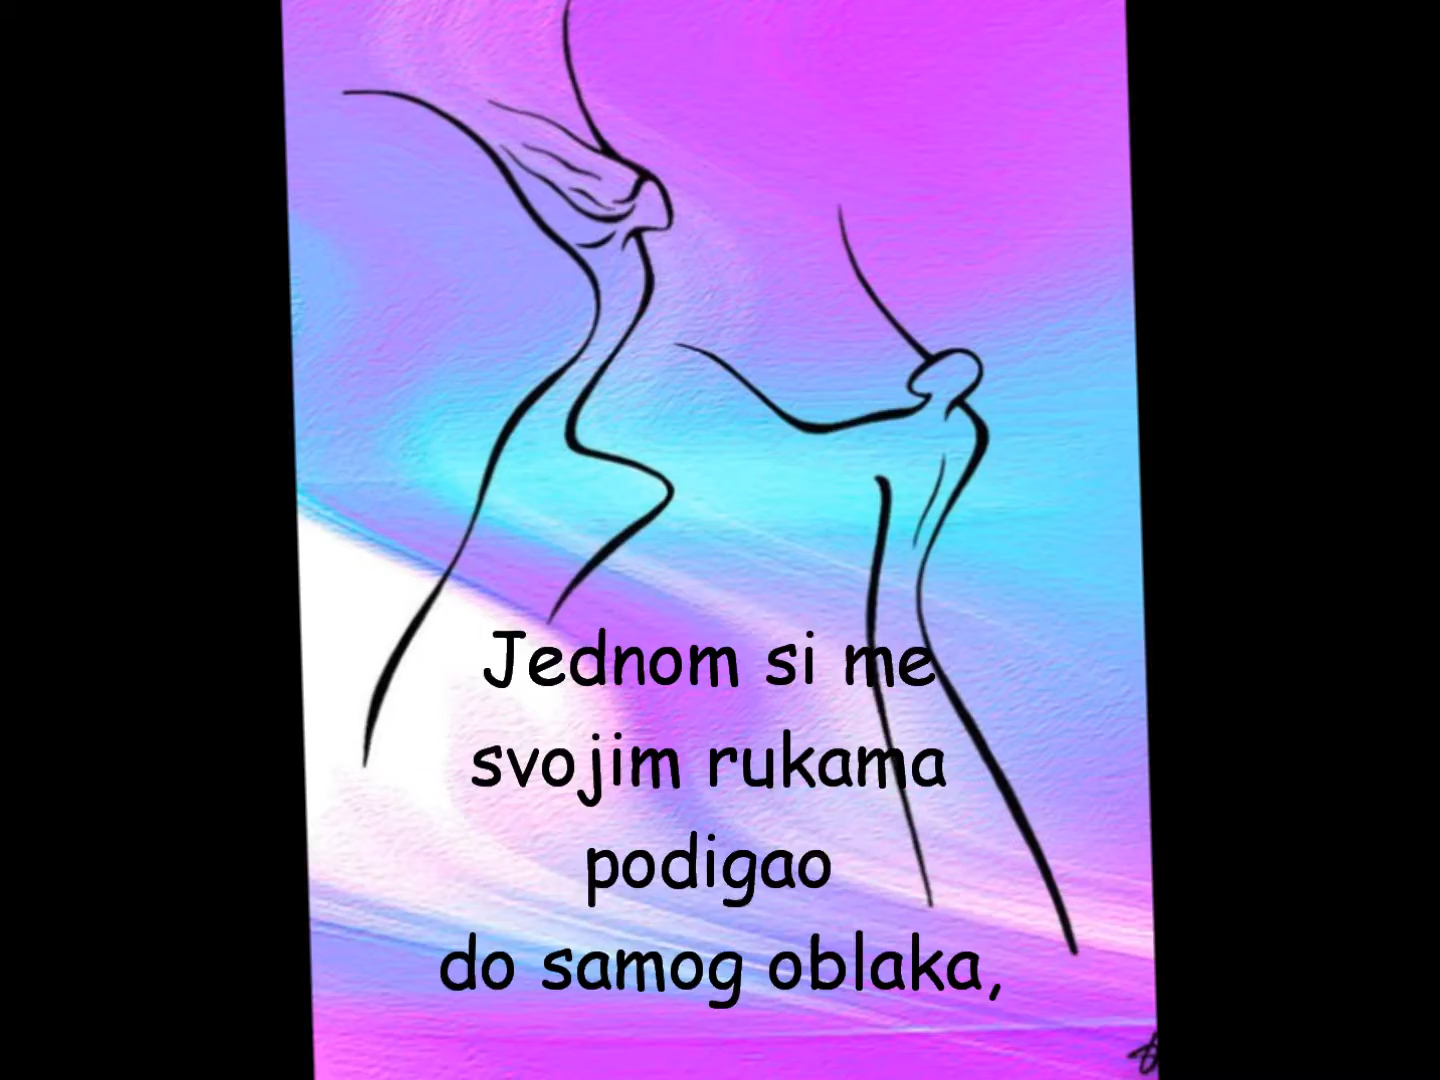 Jednom si me
svojim rukama
podigao
do samog oblaka,